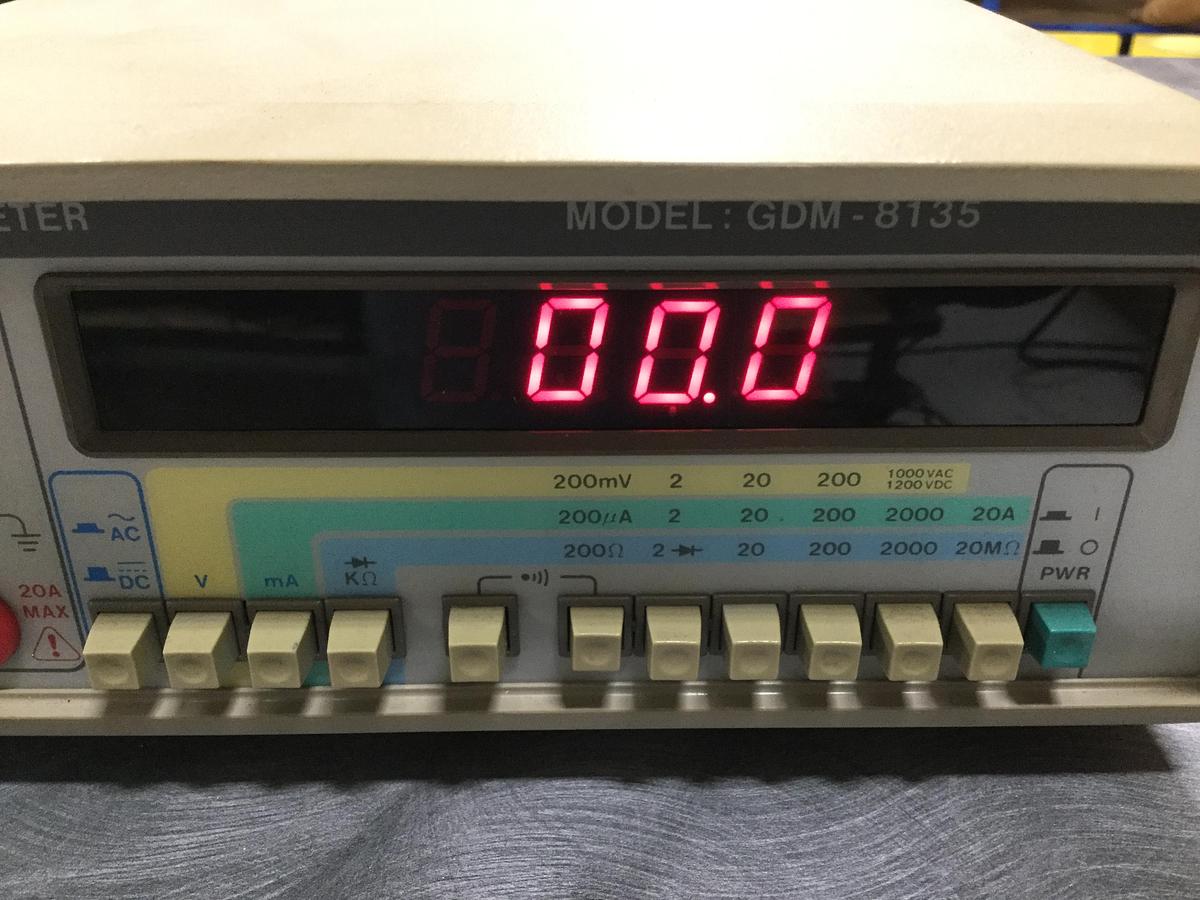 ETER
MODEL: GDM-8135
00.0
200mV 2 20 200 1000 VAC
1200 VDC
200µA 2 20 200 2000 20A
200Ω 2 20 200 2000 20MΩ
AC
DC
V
mA
KΩ
I
O
PWR
20A
MAX
!